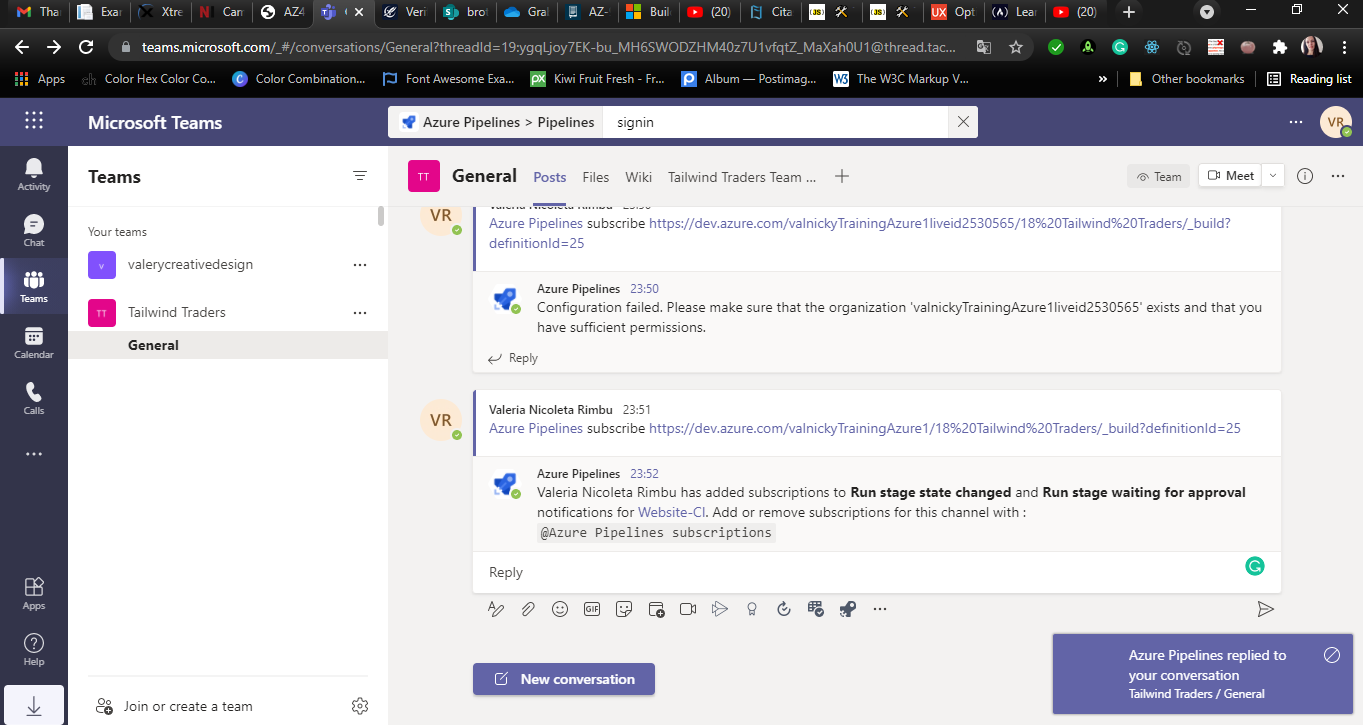 Tha
Exar
Xtre
Carr
AZ4
C
Veri
brot
Gral
AZ-
Buil
(20)
Cita
Opt
Lear
(20)
teams.microsoft.com/_#/conversations/General?threadId=19:ygqLjoy7EK-bu_MH6SWODZHM40z7U1vfqtZ_MaXah0U1@thread.tac...
Apps
Color Hex Color Co...
Color Combination...
Font Awesome Exa...
Kiwi Fruit Fresh - Fr...
Album — Postimag...
The W3C Markup V...
»
Other bookmarks
Reading list
Microsoft Teams
Azure Pipelines > Pipelines
signin
VR
Activity
Chat
Teams
Calendar
Calls
Apps
Help
Teams
Your teams
v
valerycreativedesign
TT
Tailwind Traders
General
Join or create a team
TT
General
Posts
Files
Wiki
Tailwind Traders Team ...
Team
Meet
VR
Valeria Nicoleta Rimbu
Azure Pipelines subscribe https://dev.azure.com/valnickyTrainingAzure1liveid2530565/18%20Tailwind%20Traders/_build?
definitionId=25
Azure Pipelines 23:50
Configuration failed. Please make sure that the organization 'valnickyTrainingAzure1liveid2530565' exists and that you
have sufficient permissions.
Reply
VR
Valeria Nicoleta Rimbu 23:51
Azure Pipelines subscribe https://dev.azure.com/valnickyTrainingAzure1/18%20Tailwind%20Traders/_build?definitionId=25
Azure Pipelines 23:52
Valeria Nicoleta Rimbu has added subscriptions to Run stage state changed and Run stage waiting for approval
notifications for Website-CI. Add or remove subscriptions for this channel with :
@Azure Pipelines subscriptions
Reply
GIF
New conversation
Azure Pipelines replied to
your conversation
Tailwind Traders / General